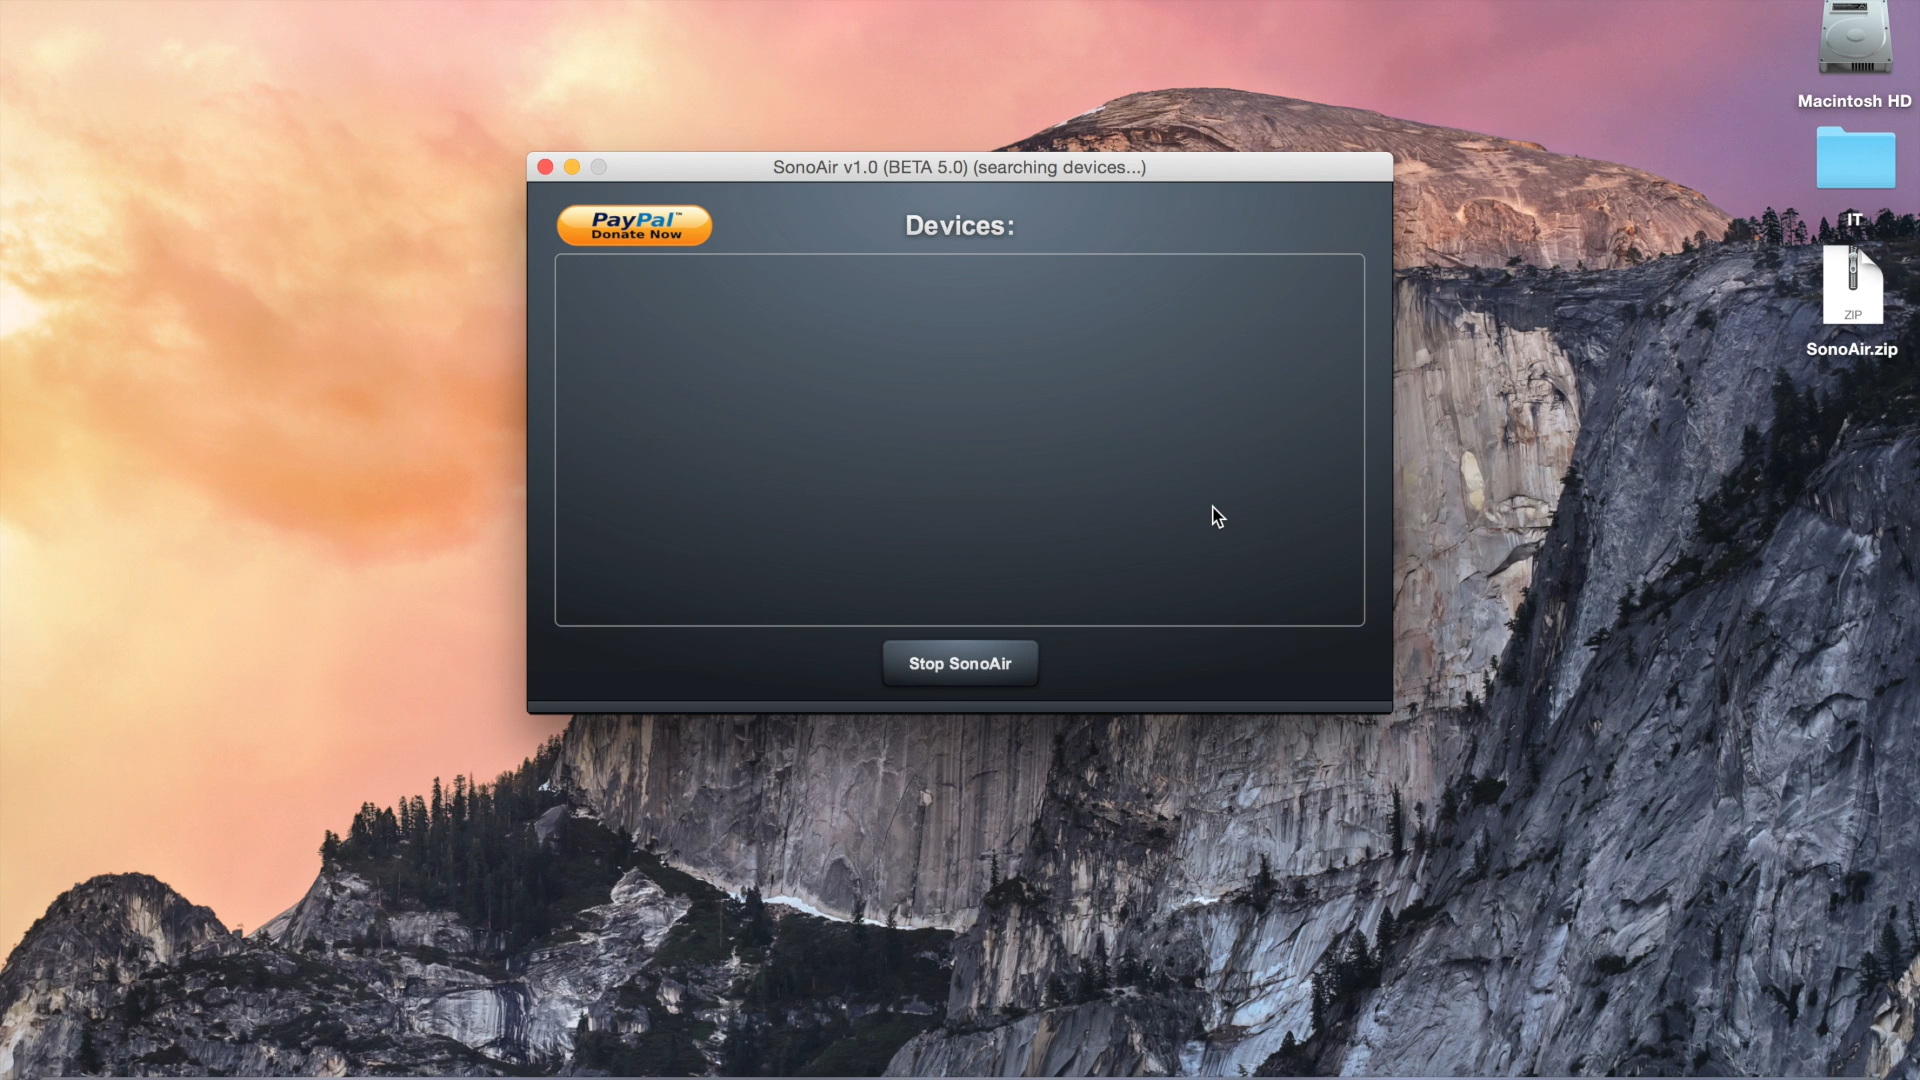 Macintosh HD
SonoAir v1.0 (BETA 5.0) (searching devices...)
PayPal™
Donate Now
Devices:
IT
ZIP
SonoAir.zip
Stop SonoAir